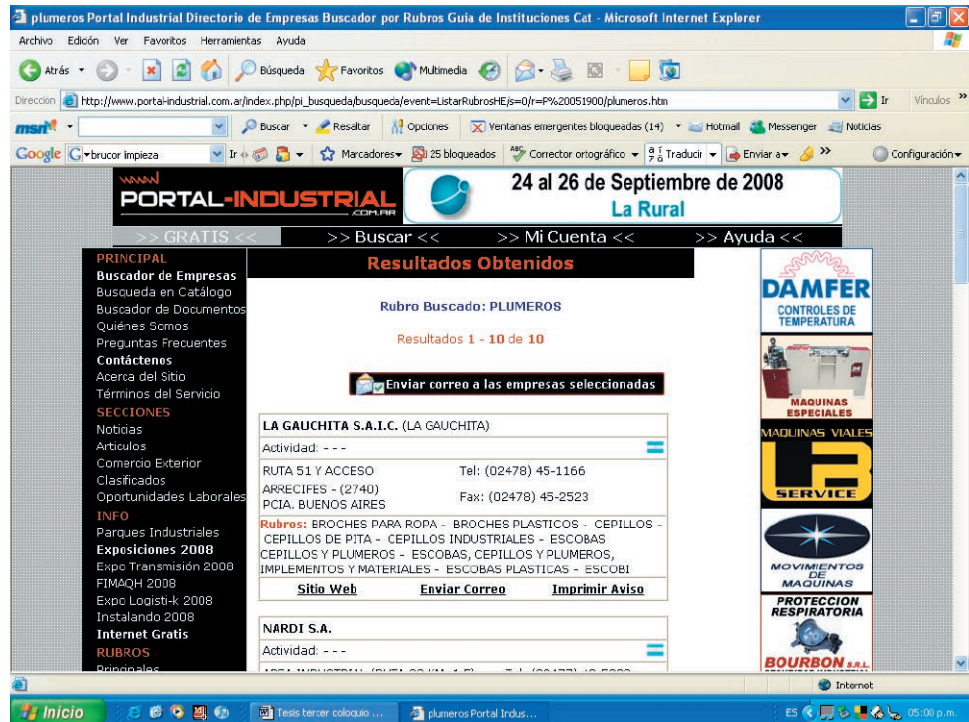 plumeros Portal Industrial Directorio de Empresas Buscador por Rubros Guia de Instituciones Cat - Microsoft Internet Explorer
Archivo Edición Ver Favoritos Herramientas Ayuda
Atrás Búsqueda Favoritos Multimedia
Dirección http://www.portal-industrial.com.ar/index.php/pi_busqueda/busqueda/event=ListarRubrosHE/s=0/r=P%20051900/plumeros.htm Ir Vínculos »
msn Buscar Resaltar Opciones Ventanas emergentes bloqueadas (14) Hotmail Messenger Noticias
Google brucor impieza Ir Marcadores 25 bloqueados Corrector ortográfico Traducir Enviar a » Configuración
PORTAL-INDUSTRIAL
.COM.AR
24 al 26 de Septiembre de 2008
La Rural
>> GRATIS << >> Buscar << >> Mi Cuenta << >> Ayuda <<
PRINCIPAL
Buscador de Empresas
Busqueda en Catálogo
Buscador de Documentos
Quiénes Somos
Preguntas Frecuentes
Contáctenos
Acerca del Sitio
Términos del Servicio
SECCIONES
Noticias
Articulos
Comercio Exterior
Clasificados
Oportunidades Laborales
INFO
Parques Industriales
Exposiciones 2008
Expo Transmisión 2008
FIMAQH 2008
Expo Logisti-k 2008
Instalando 2008
Internet Gratis
RUBROS
Principales
Resultados Obtenidos
Rubro Buscado: PLUMEROS
Resultados 1 - 10 de 10
Enviar correo a las empresas seleccionadas
LA GAUCHITA S.A.I.C. (LA GAUCHITA)
Actividad: - - -
RUTA 51 Y ACCESO Tel: (02478) 45-1166
ARRECIFES - (2740)
PCIA. BUENOS AIRES Fax: (02478) 45-2523
Rubros: BROCHES PARA ROPA - BROCHES PLASTICOS - CEPILLOS -
CEPILLOS DE PITA - CEPILLOS INDUSTRIALES - ESCOBAS
CEPILLOS Y PLUMEROS - ESCOBAS, CEPILLOS Y PLUMEROS,
IMPLEMENTOS Y MATERIALES - ESCOBAS PLASTICAS - ESCOBI
Sitio Web Enviar Correo Imprimir Aviso
NARDI S.A.
Actividad: - - -
DAMFER
CONTROLES DE
TEMPERATURA
MAQUINAS
ESPECIALES
MAQUINAS VIALES
LB
SERVICE
MOVIMIENTOS
DE
MAQUINAS
PROTECCION
RESPIRATORIA
BOURBON S.R.L.
Internet
Inicio Tesis tercer coloquio ... plumeros Portal Indus... ES 05:00 p.m.